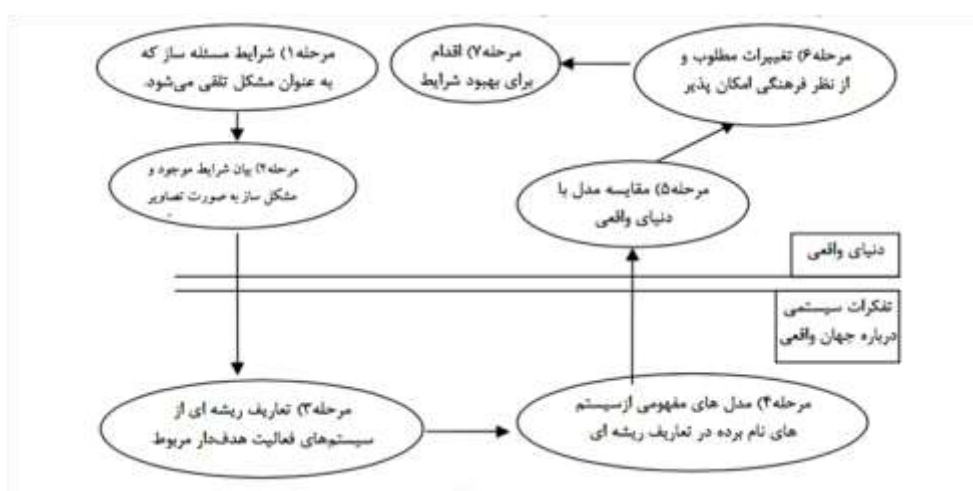 مرحله۱) شرایط مسئله ساز که
به عنوان مشکل تلقی می‌شود.
مرحله۲) بیان شرایط موجود و
مشکل ساز به صورت تصاویر
مرحله۳) تعاریف ریشه ای از
سیستم‌های فعالیت هدف‌دار مربوط
مرحله۴) مدل های مفهومی ازسیستم
های نام برده در تعاریف ریشه ای
مرحله۵) مقایسه مدل با
دنیای واقعی
مرحله۶) تغییرات مطلوب و
از نظر فرهنگی امکان پذیر
مرحله۷) اقدام
برای بهبود شرایط
دنیای واقعی
تفکرات سیستمی
درباره جهان واقعی